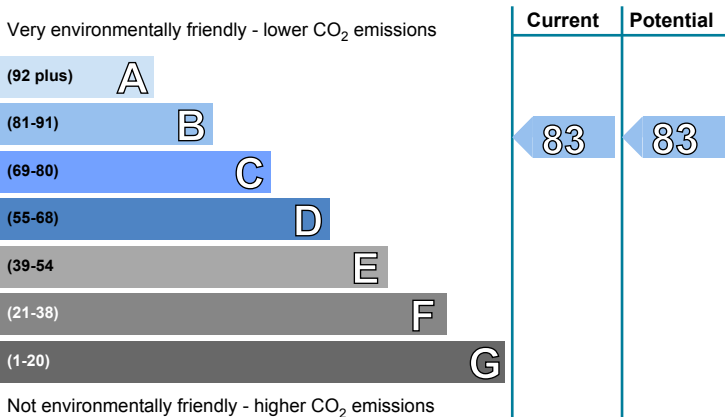 Very environmentally friendly - lower CO₂ emissions
Current
Potential
(92 plus) A
(81-91) B
83
83
(69-80) C
(55-68) D
(39-54 E
(21-38) F
(1-20) G
Not environmentally friendly - higher CO₂ emissions